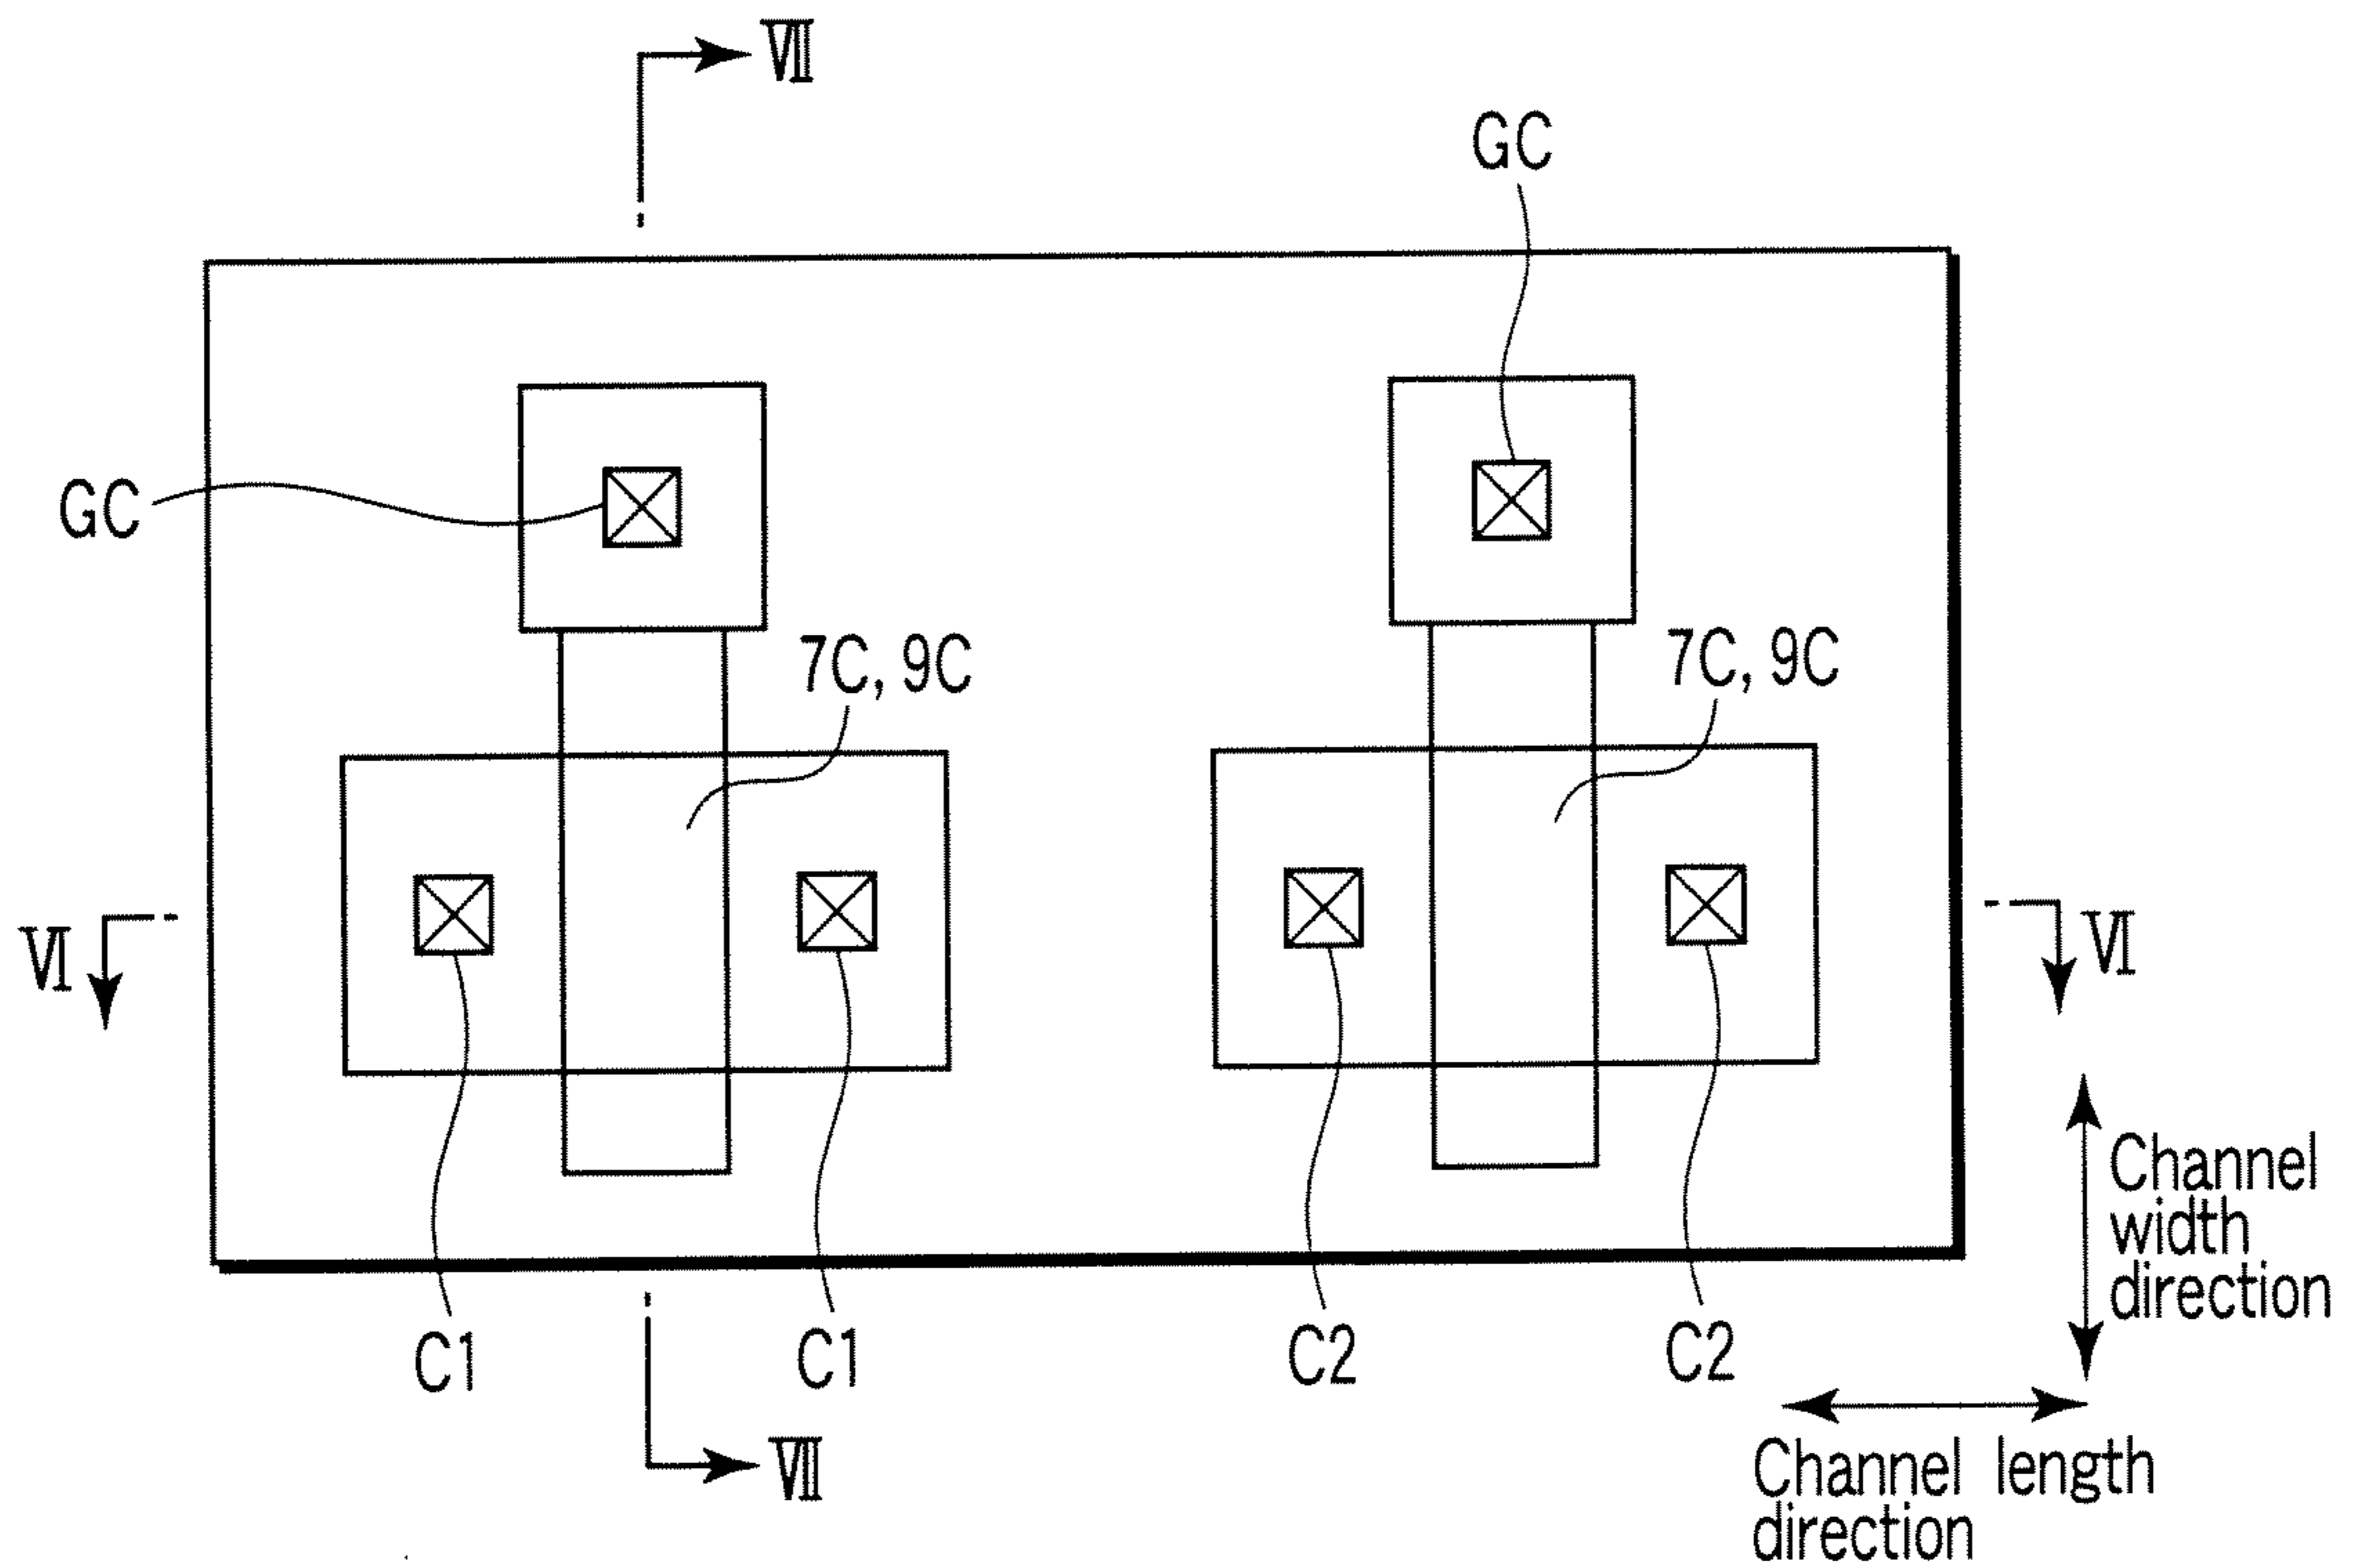 Ⅶ
GC
GC
7C, 9C
7C, 9C
Ⅵ
Ⅵ
Channel
width
direction
C1
C1
C2
C2
Ⅶ
Channel length
direction